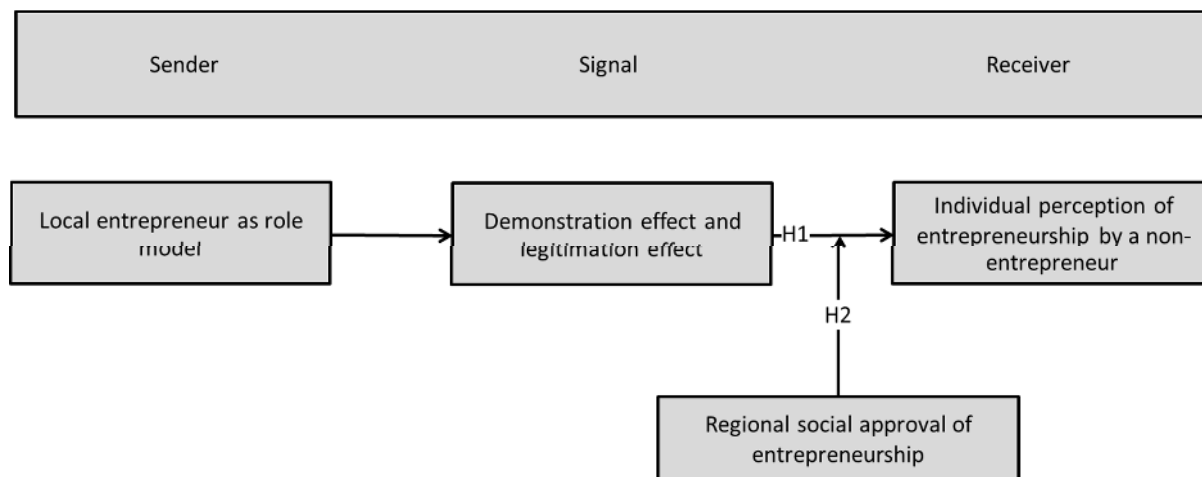 Sender
Signal
Receiver
Local entrepreneur as role
model
Demonstration effect and
legitimation effect
H1
Individual perception of
entrepreneurship by a non-
entrepreneur
H2
Regional social approval of
entrepreneurship